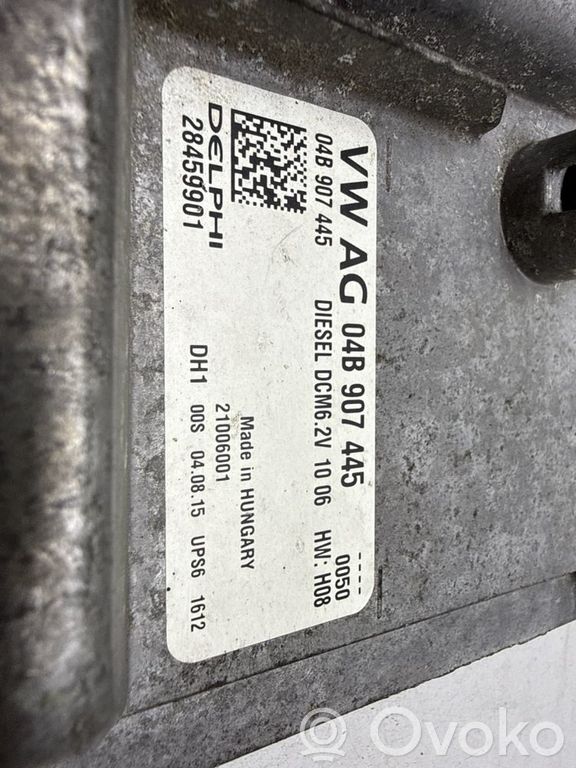 VW AG 04B 907 445 ----
04B 907 445 DIESEL DCM6.2V 10 06 0050
HW: H08
DELPHI
28459901
Made in HUNGARY
21006001
DH1 00S 04.08.15 UPS6 1612
Ovoko